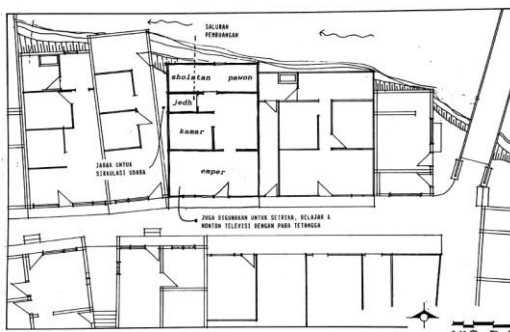 SALURAN
PEMBUANGAN
sholatan pawon
jedh
kamar
emper
JARAK UNTUK
SIRKULASI UDARA
JUGA DIGUNAKAN UNTUK SETRIKA, BELAJAR &
NONTON TELEVISI DENGAN PARA TETANGGA